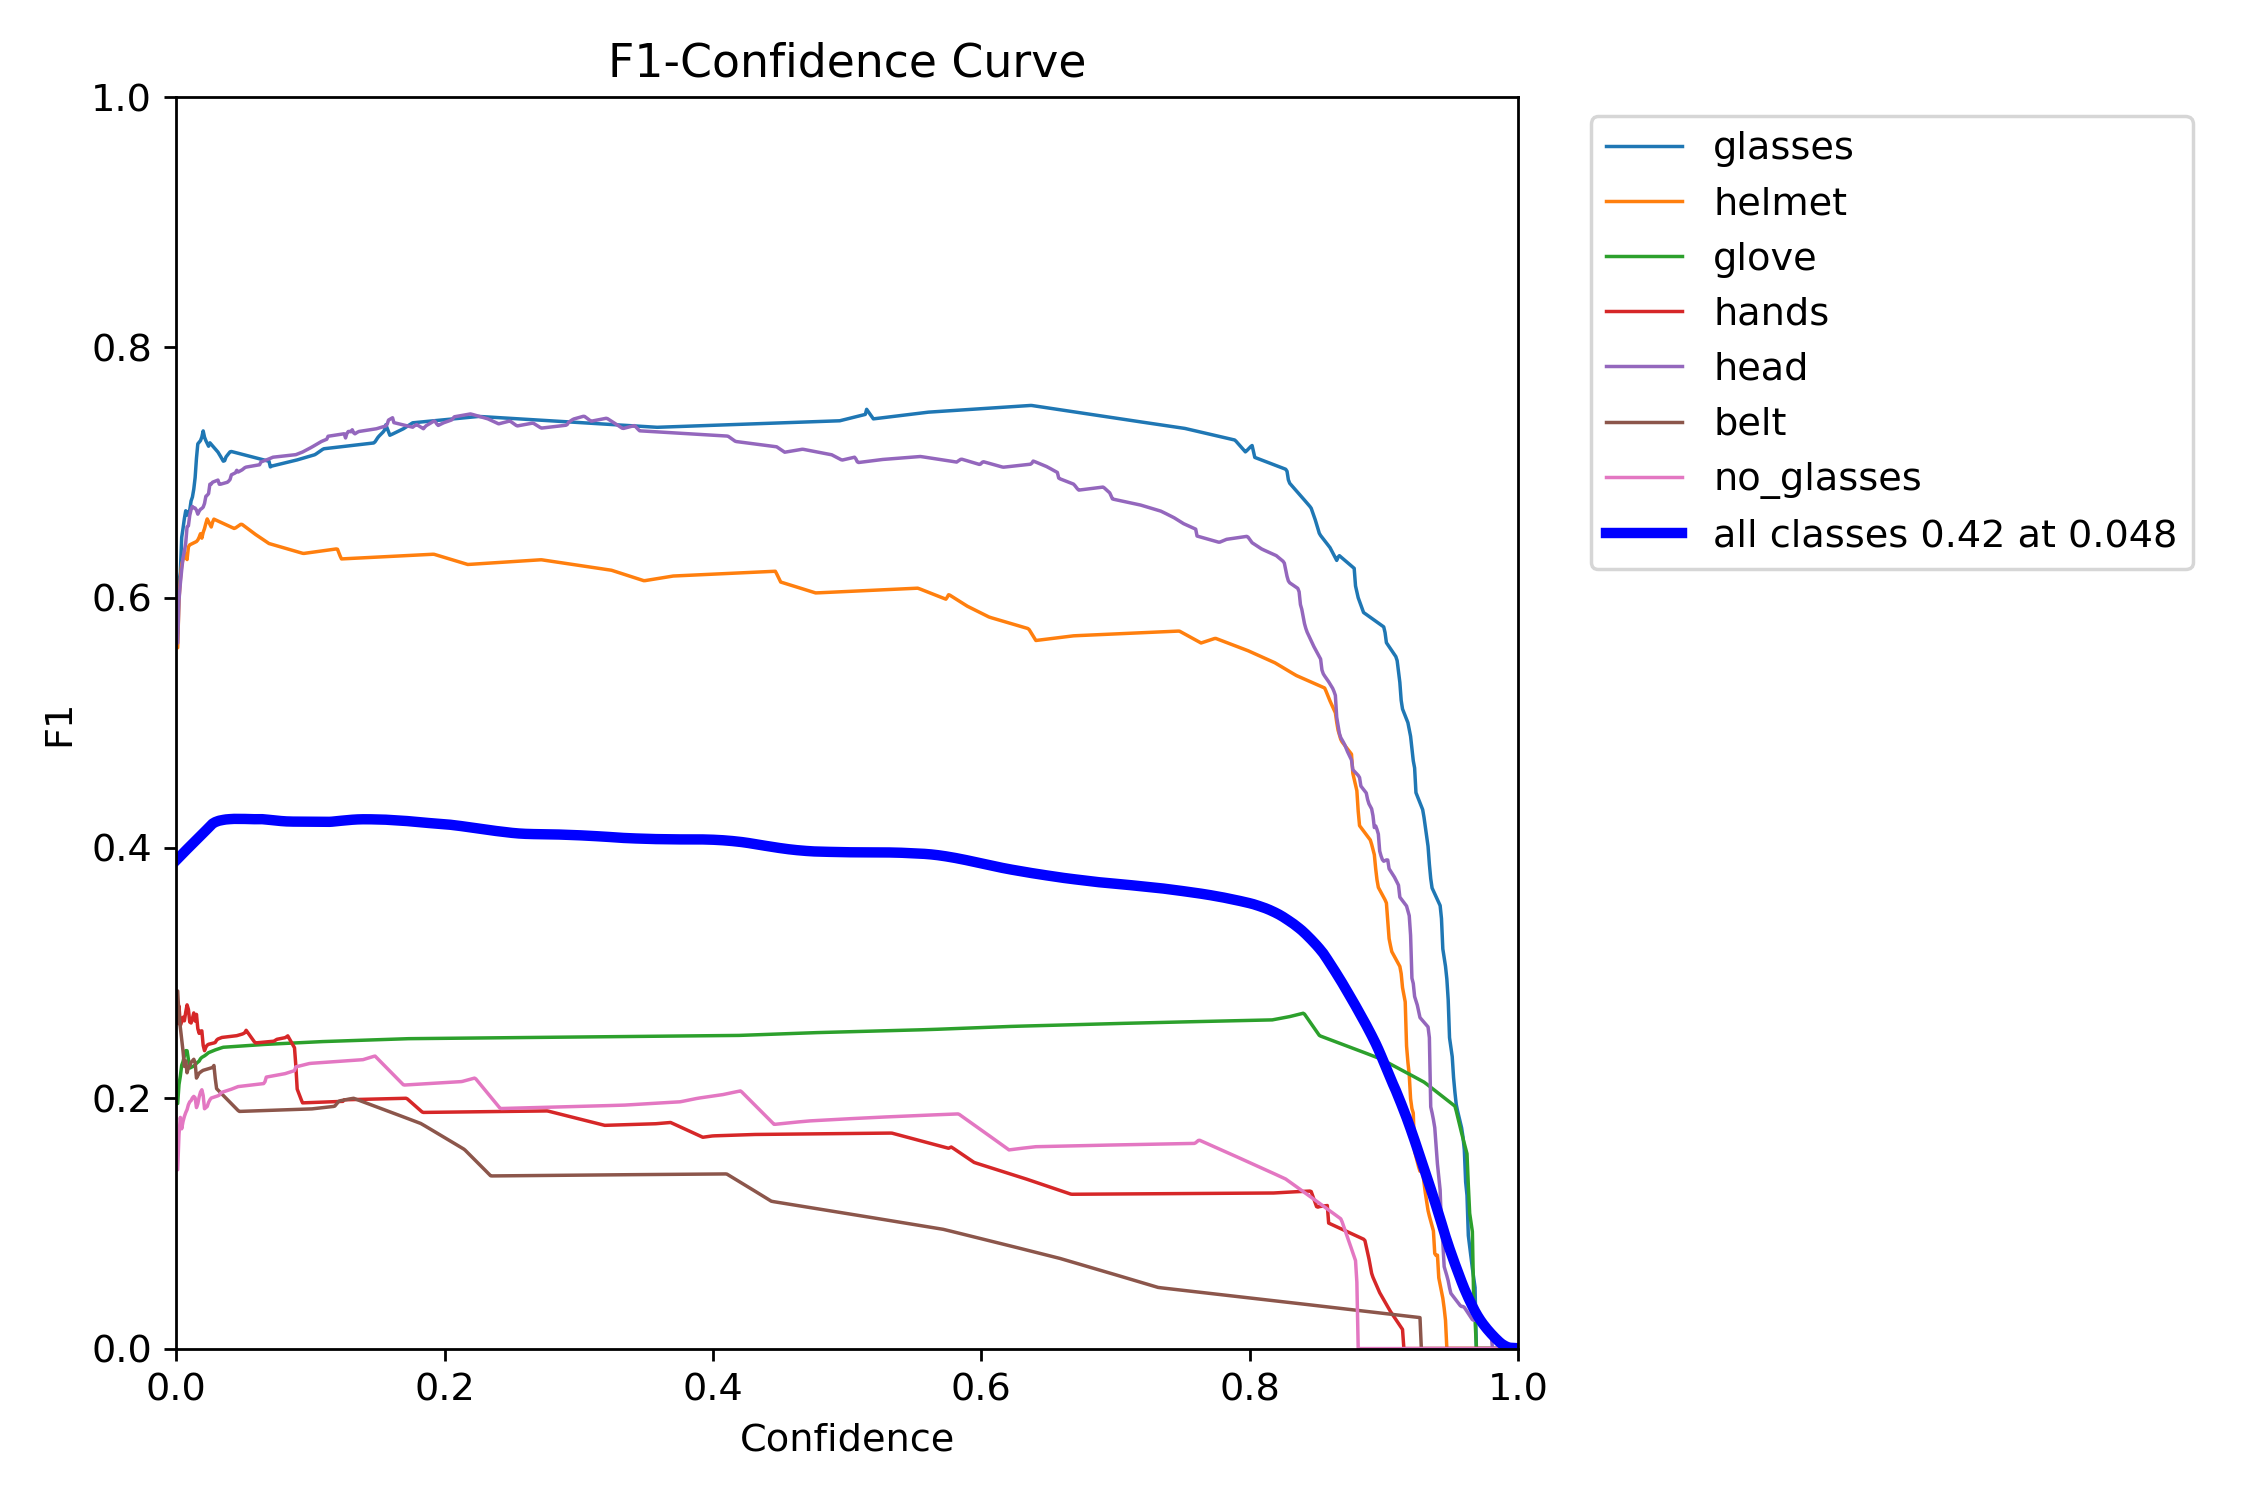 F1-Confidence Curve
1.0
0.8
0.6
0.4
0.2
0.0
F1
0.0 0.2 0.4 0.6 0.8 1.0
Confidence
glasses
helmet
glove
hands
head
belt
no_glasses
all classes 0.42 at 0.048